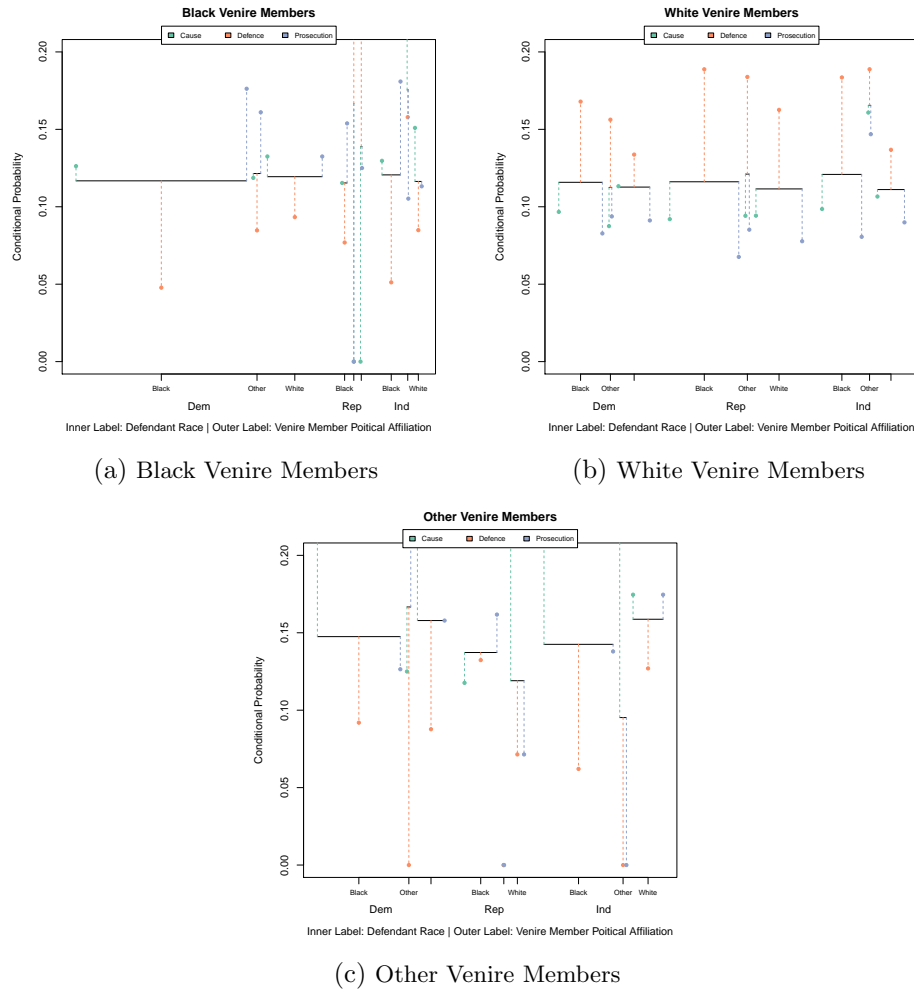 Black Venire Members
Cause Defence Prosecution
Conditional Probability
0.00 0.05 0.10 0.15 0.20
Black Other White Black Black White
Dem Rep Ind
Inner Label: Defendant Race | Outer Label: Venire Member Poitical Affiliation
(a) Black Venire Members
White Venire Members
Cause Defence Prosecution
Conditional Probability
0.00 0.05 0.10 0.15 0.20
Black Other Black Other White Black Other
Dem Rep Ind
Inner Label: Defendant Race | Outer Label: Venire Member Poitical Affiliation
(b) White Venire Members
Other Venire Members
Cause Defence Prosecution
Conditional Probability
0.00 0.05 0.10 0.15 0.20
Black Other Black White Black Other White
Dem Rep Ind
Inner Label: Defendant Race | Outer Label: Venire Member Poitical Affiliation
(c) Other Venire Members